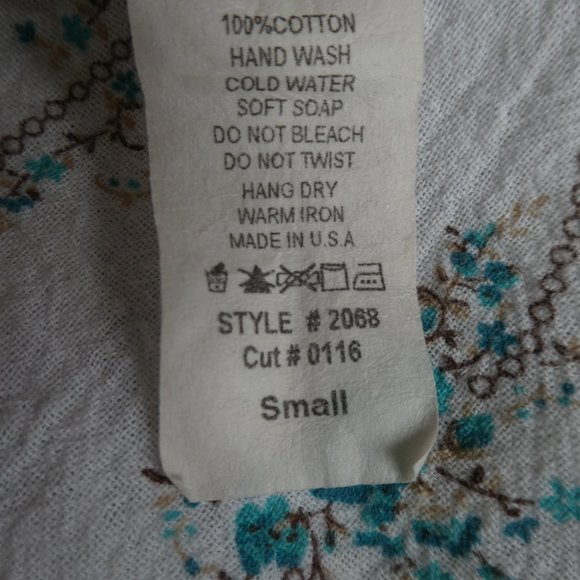 100%COTTON
HAND WASH
COLD WATER
SOFT SOAP
DO NOT BLEACH
DO NOT TWIST
HANG DRY
WARM IRON
MADE IN U.S.A
STYLE # 2068
Cut # 0116
Small